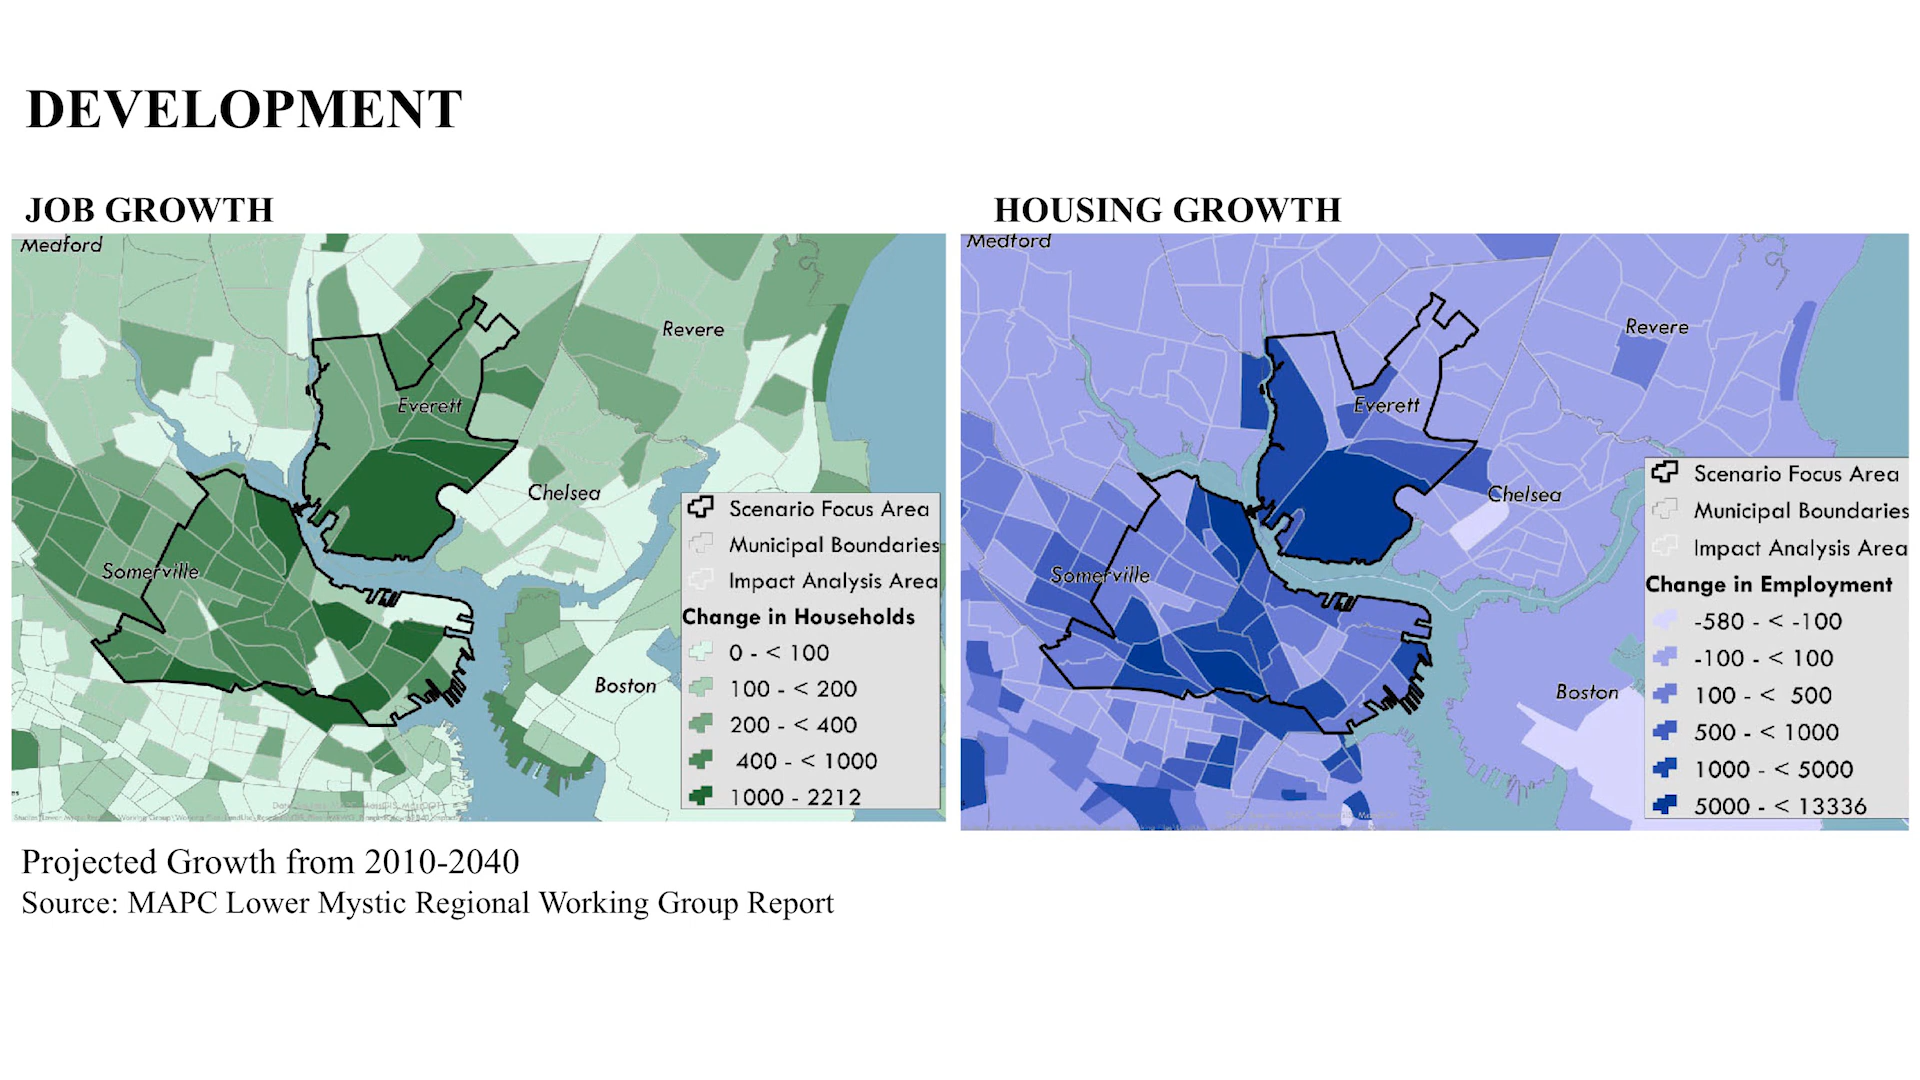 DEVELOPMENT
JOB GROWTH
Medford
Revere
Everett
Chelsea
Somerville
Boston
Scenario Focus Area
Municipal Boundaries
Impact Analysis Area
Change in Households
0 - < 100
100 - < 200
200 - < 400
400 - < 1000
1000 - 2212
HOUSING GROWTH
Medford
Revere
Everett
Chelsea
Somerville
Boston
Scenario Focus Area
Municipal Boundaries
Impact Analysis Area
Change in Employment
-580 - < -100
-100 - < 100
100 - < 500
500 - < 1000
1000 - < 5000
5000 - < 13336
Projected Growth from 2010-2040
Source: MAPC Lower Mystic Regional Working Group Report